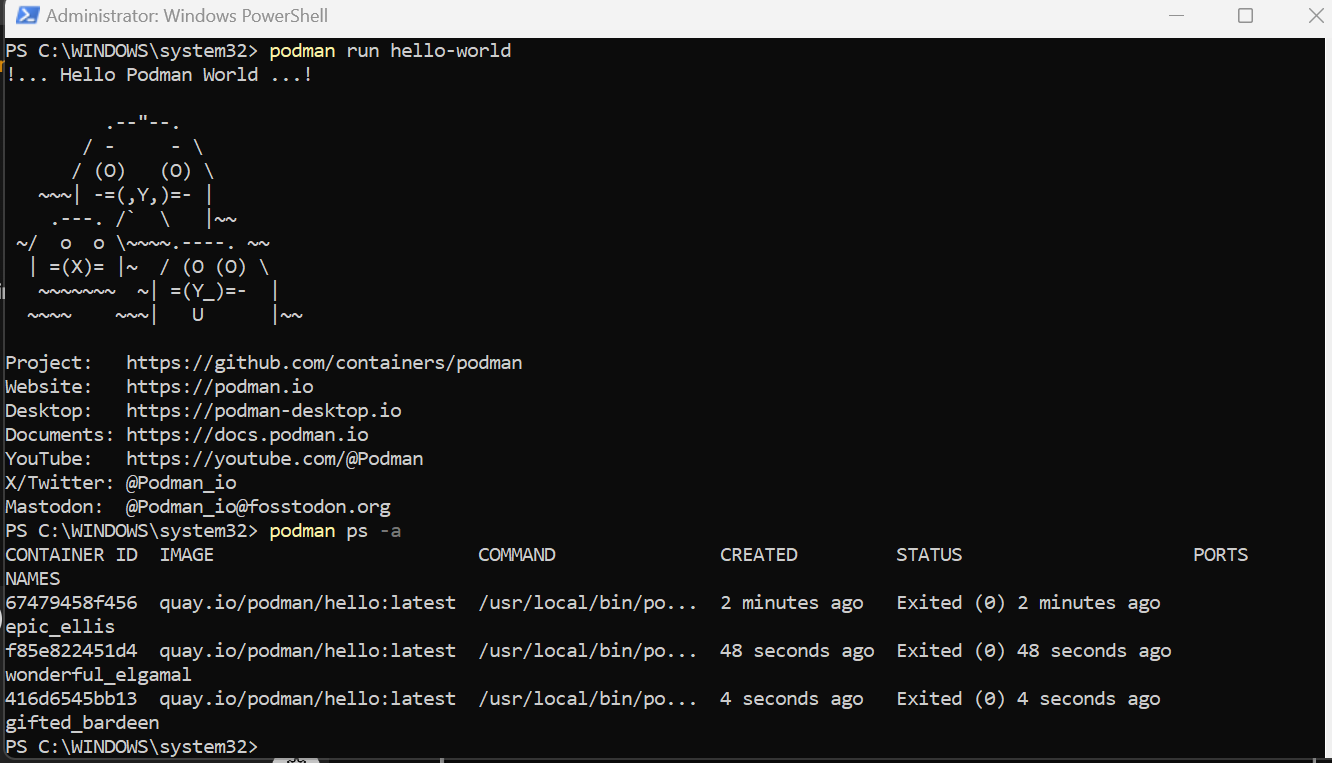 Administrator: Windows PowerShell
PS C:\WINDOWS\system32> podman run hello-world
!... Hello Podman World ...!

         .--"--.
       / -     - \
      / (O)   (O) \
   ~~~| -=(,Y,)=- |
    .---. /`  \   |~~
 ~/  o  o \~~~~.----. ~~
  | =(X)= |~  / (O (O) \
   ~~~~~~~  ~| =(Y_)=-  |
  ~~~~    ~~~|   U      |~~

Project:   https://github.com/containers/podman
Website:   https://podman.io
Desktop:   https://podman-desktop.io
Documents: https://docs.podman.io
YouTube:   https://youtube.com/@Podman
X/Twitter: @Podman_io
Mastodon:  @Podman_io@fosstodon.org
PS C:\WINDOWS\system32> podman ps -a
CONTAINER ID  IMAGE                        COMMAND               CREATED         STATUS                     PORTS
NAMES
67479458f456  quay.io/podman/hello:latest  /usr/local/bin/po...  2 minutes ago   Exited (0) 2 minutes ago
epic_ellis
f85e822451d4  quay.io/podman/hello:latest  /usr/local/bin/po...  48 seconds ago  Exited (0) 48 seconds ago
wonderful_elgamal
416d6545bb13  quay.io/podman/hello:latest  /usr/local/bin/po...  4 seconds ago   Exited (0) 4 seconds ago
gifted_bardeen
PS C:\WINDOWS\system32>